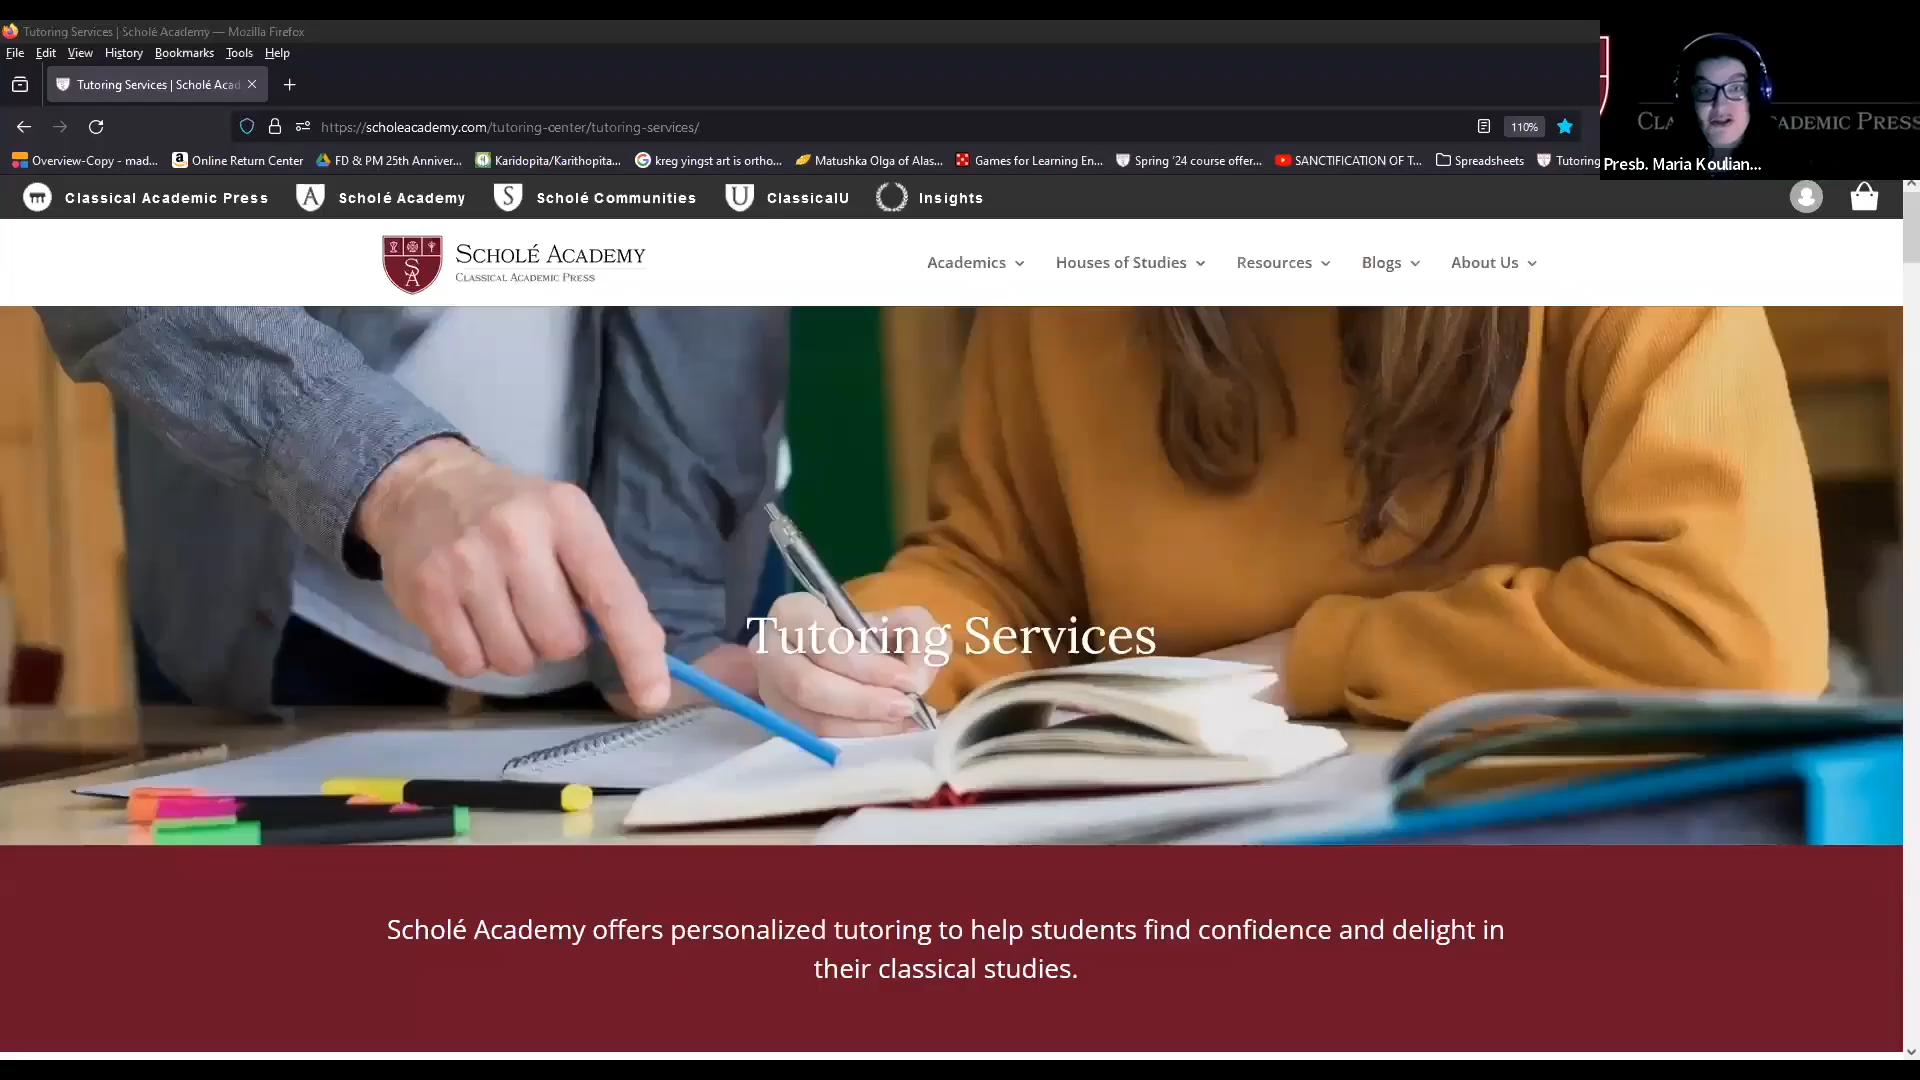 Tutoring Services | Scholé Academy — Mozilla Firefox
File Edit View History Bookmarks Tools Help
Tutoring Services | Scholé Acad
https://scholeacademy.com/tutoring-center/tutoring-services/
110%
Overview-Copy - mad... Online Return Center FD & PM 25th Anniver... Karidopita/Karithopita... kreg yingst art is ortho... Matushka Olga of Alas... Games for Learning En... Spring '24 course offer... SANCTIFICATION OF T... Spreadsheets Tutoring
CLA ADEMIC PRESS
Presb. Maria Koulian...
Classical Academic Press A Scholé Academy S Scholé Communities U ClassicalU Insights
SA
SCHOLÉ ACADEMY
CLASSICAL ACADEMIC PRESS
Academics Houses of Studies Resources Blogs About Us
Tutoring Services
Scholé Academy offers personalized tutoring to help students find confidence and delight in
their classical studies.